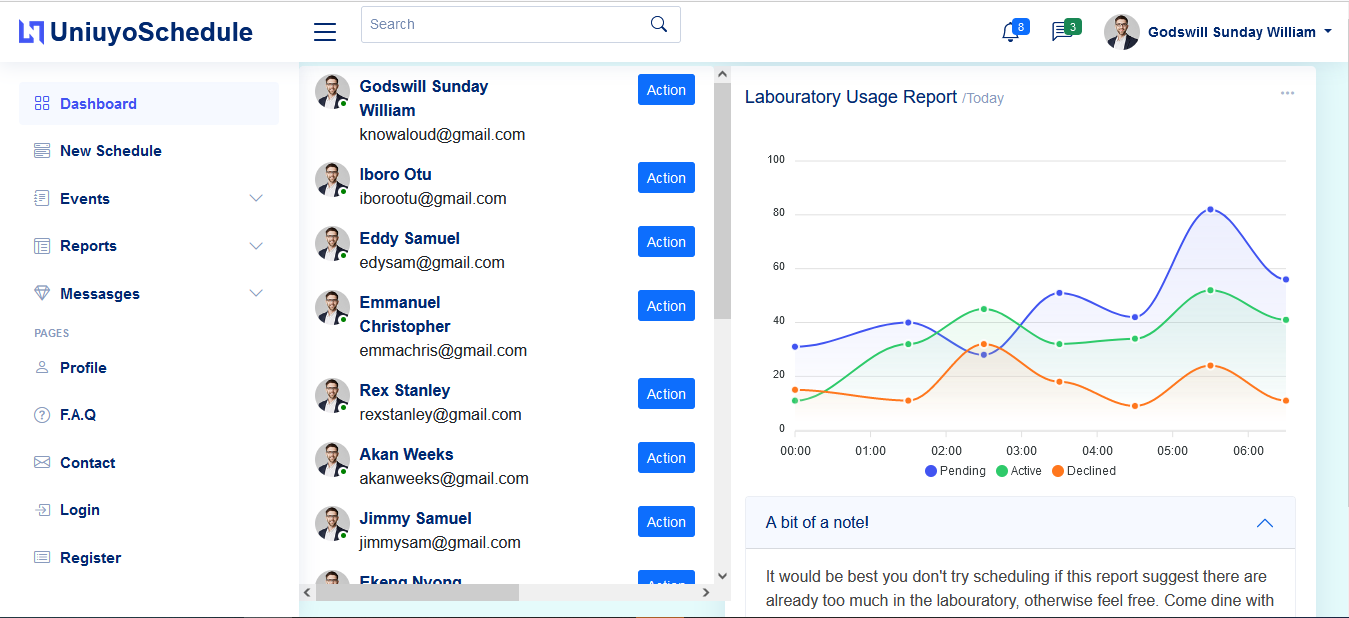 UniuyoSchedule
Search
8
3
Godswill Sunday William
Dashboard
New Schedule
Events
Reports
Messasges
PAGES
Profile
F.A.Q
Contact
Login
Register
Godswill Sunday
William
knowaloud@gmail.com
Action
Iboro Otu
iborootu@gmail.com
Action
Eddy Samuel
edysam@gmail.com
Action
Emmanuel
Christopher
emmachris@gmail.com
Action
Rex Stanley
rexstanley@gmail.com
Action
Akan Weeks
akanweeks@gmail.com
Action
Jimmy Samuel
jimmysam@gmail.com
Action
Ekeng Nyong
Action
Labouratory Usage Report /Today
100
80
60
40
20
0
00:00 01:00 02:00 03:00 04:00 05:00 06:00
Pending Active Declined
A bit of a note!
It would be best you don't try scheduling if this report suggest there are
already too much in the labouratory, otherwise feel free. Come dine with